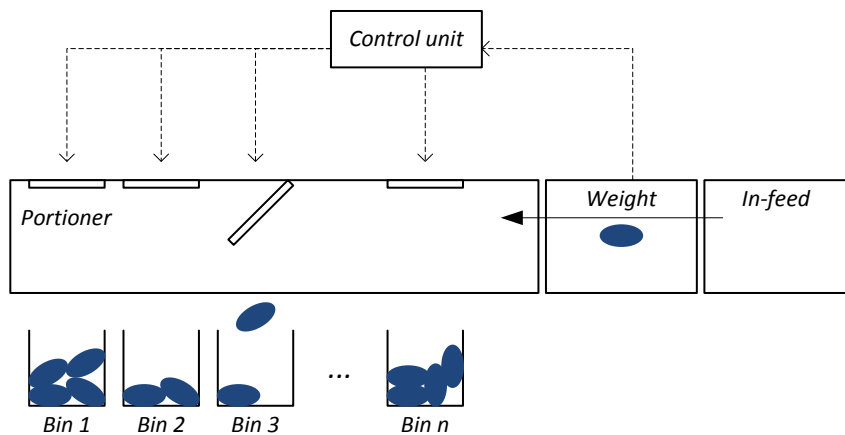 Control unit
Portioner
Weight
In-feed
...
Bin 1
Bin 2
Bin 3
Bin n